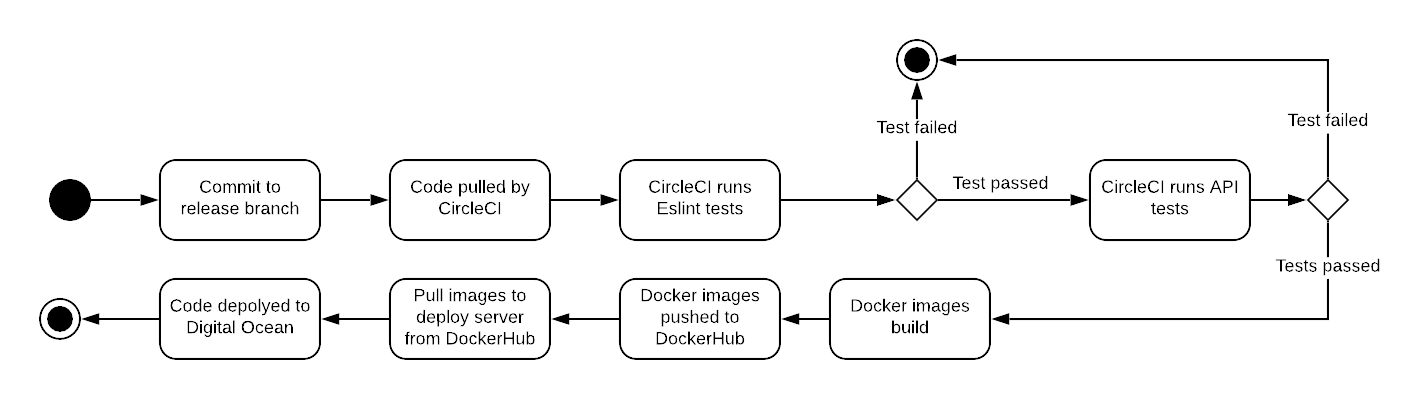 Test failed
Test failed
Commit to
release branch
Code pulled by
CircleCI
CircleCI runs
Eslint tests
Test passed
CircleCI runs API
tests
Tests passed
Code depolyed to
Digital Ocean
Pull images to
deploy server
from DockerHub
Docker images
pushed to
DockerHub
Docker images
build